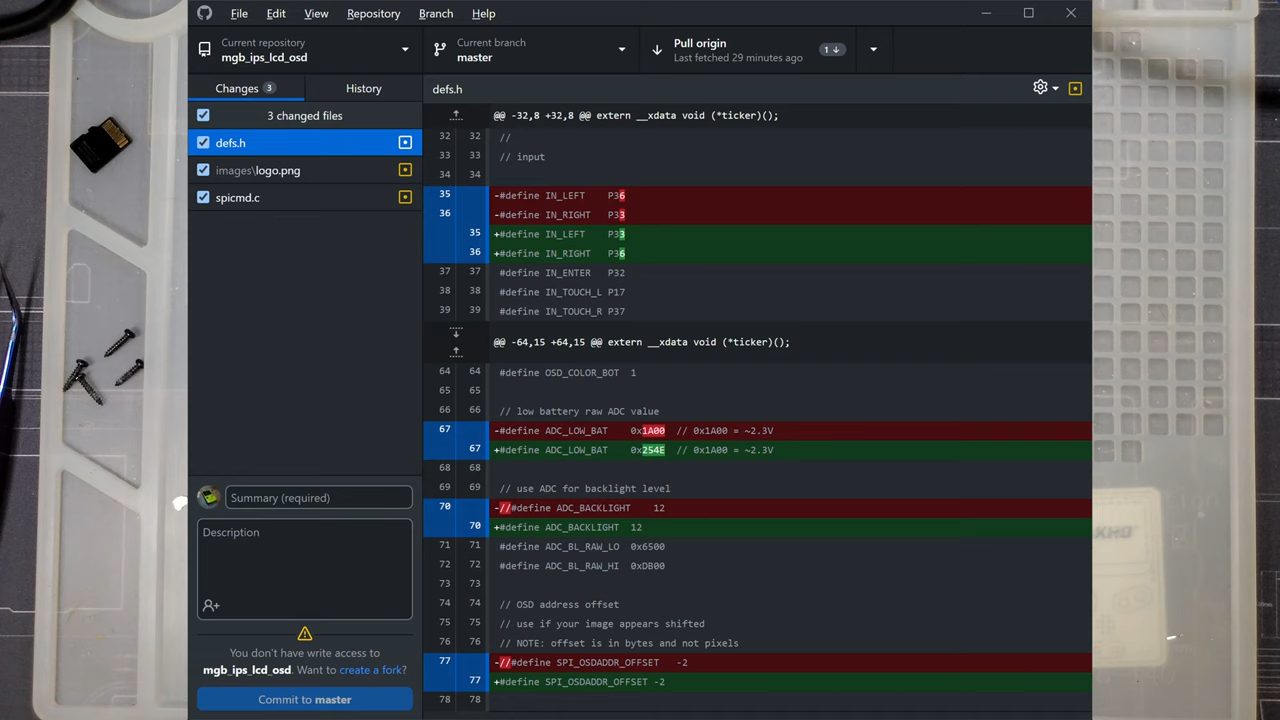 File Edit View Repository Branch Help
Current repository
mgb_ips_lcd_osd
Current branch
master
Pull origin
Last fetched 29 minutes ago
1↓
Changes 3
History
defs.h
3 changed files
defs.h
images\logo.png
spicmd.c
@@ -32,8 +32,8 @@ extern __xdata void (*ticker)();
32 32 //
33 33 // input
34 34
35 -#define IN_LEFT P36
36 -#define IN_RIGHT P33
35 +#define IN_LEFT P33
36 +#define IN_RIGHT P36
37 37 #define IN_ENTER P32
38 38 #define IN_TOUCH_L P17
39 39 #define IN_TOUCH_R P37
@@ -64,15 +64,15 @@ extern __xdata void (*ticker)();
64 64 #define OSD_COLOR_BOT 1
65 65
66 66 // low battery raw ADC value
67 -#define ADC_LOW_BAT 0x1A00 // 0x1A00 = ~2.3V
67 +#define ADC_LOW_BAT 0x254E // 0x1A00 = ~2.3V
68 68
69 69 // use ADC for backlight level
70 -//#define ADC_BACKLIGHT 12
70 +#define ADC_BACKLIGHT 12
71 71 #define ADC_BL_RAW_LO 0x6500
72 72 #define ADC_BL_RAW_HI 0xDB00
73 73
74 74 // OSD address offset
75 75 // use if your image appears shifted
76 76 // NOTE: offset is in bytes and not pixels
77 -//#define SPI_OSDADDR_OFFSET -2
77 +#define SPI_OSDADDR_OFFSET -2
78 78
Summary (required)
Description
You don't have write access to
mgb_ips_lcd_osd. Want to create a fork?
Commit to master